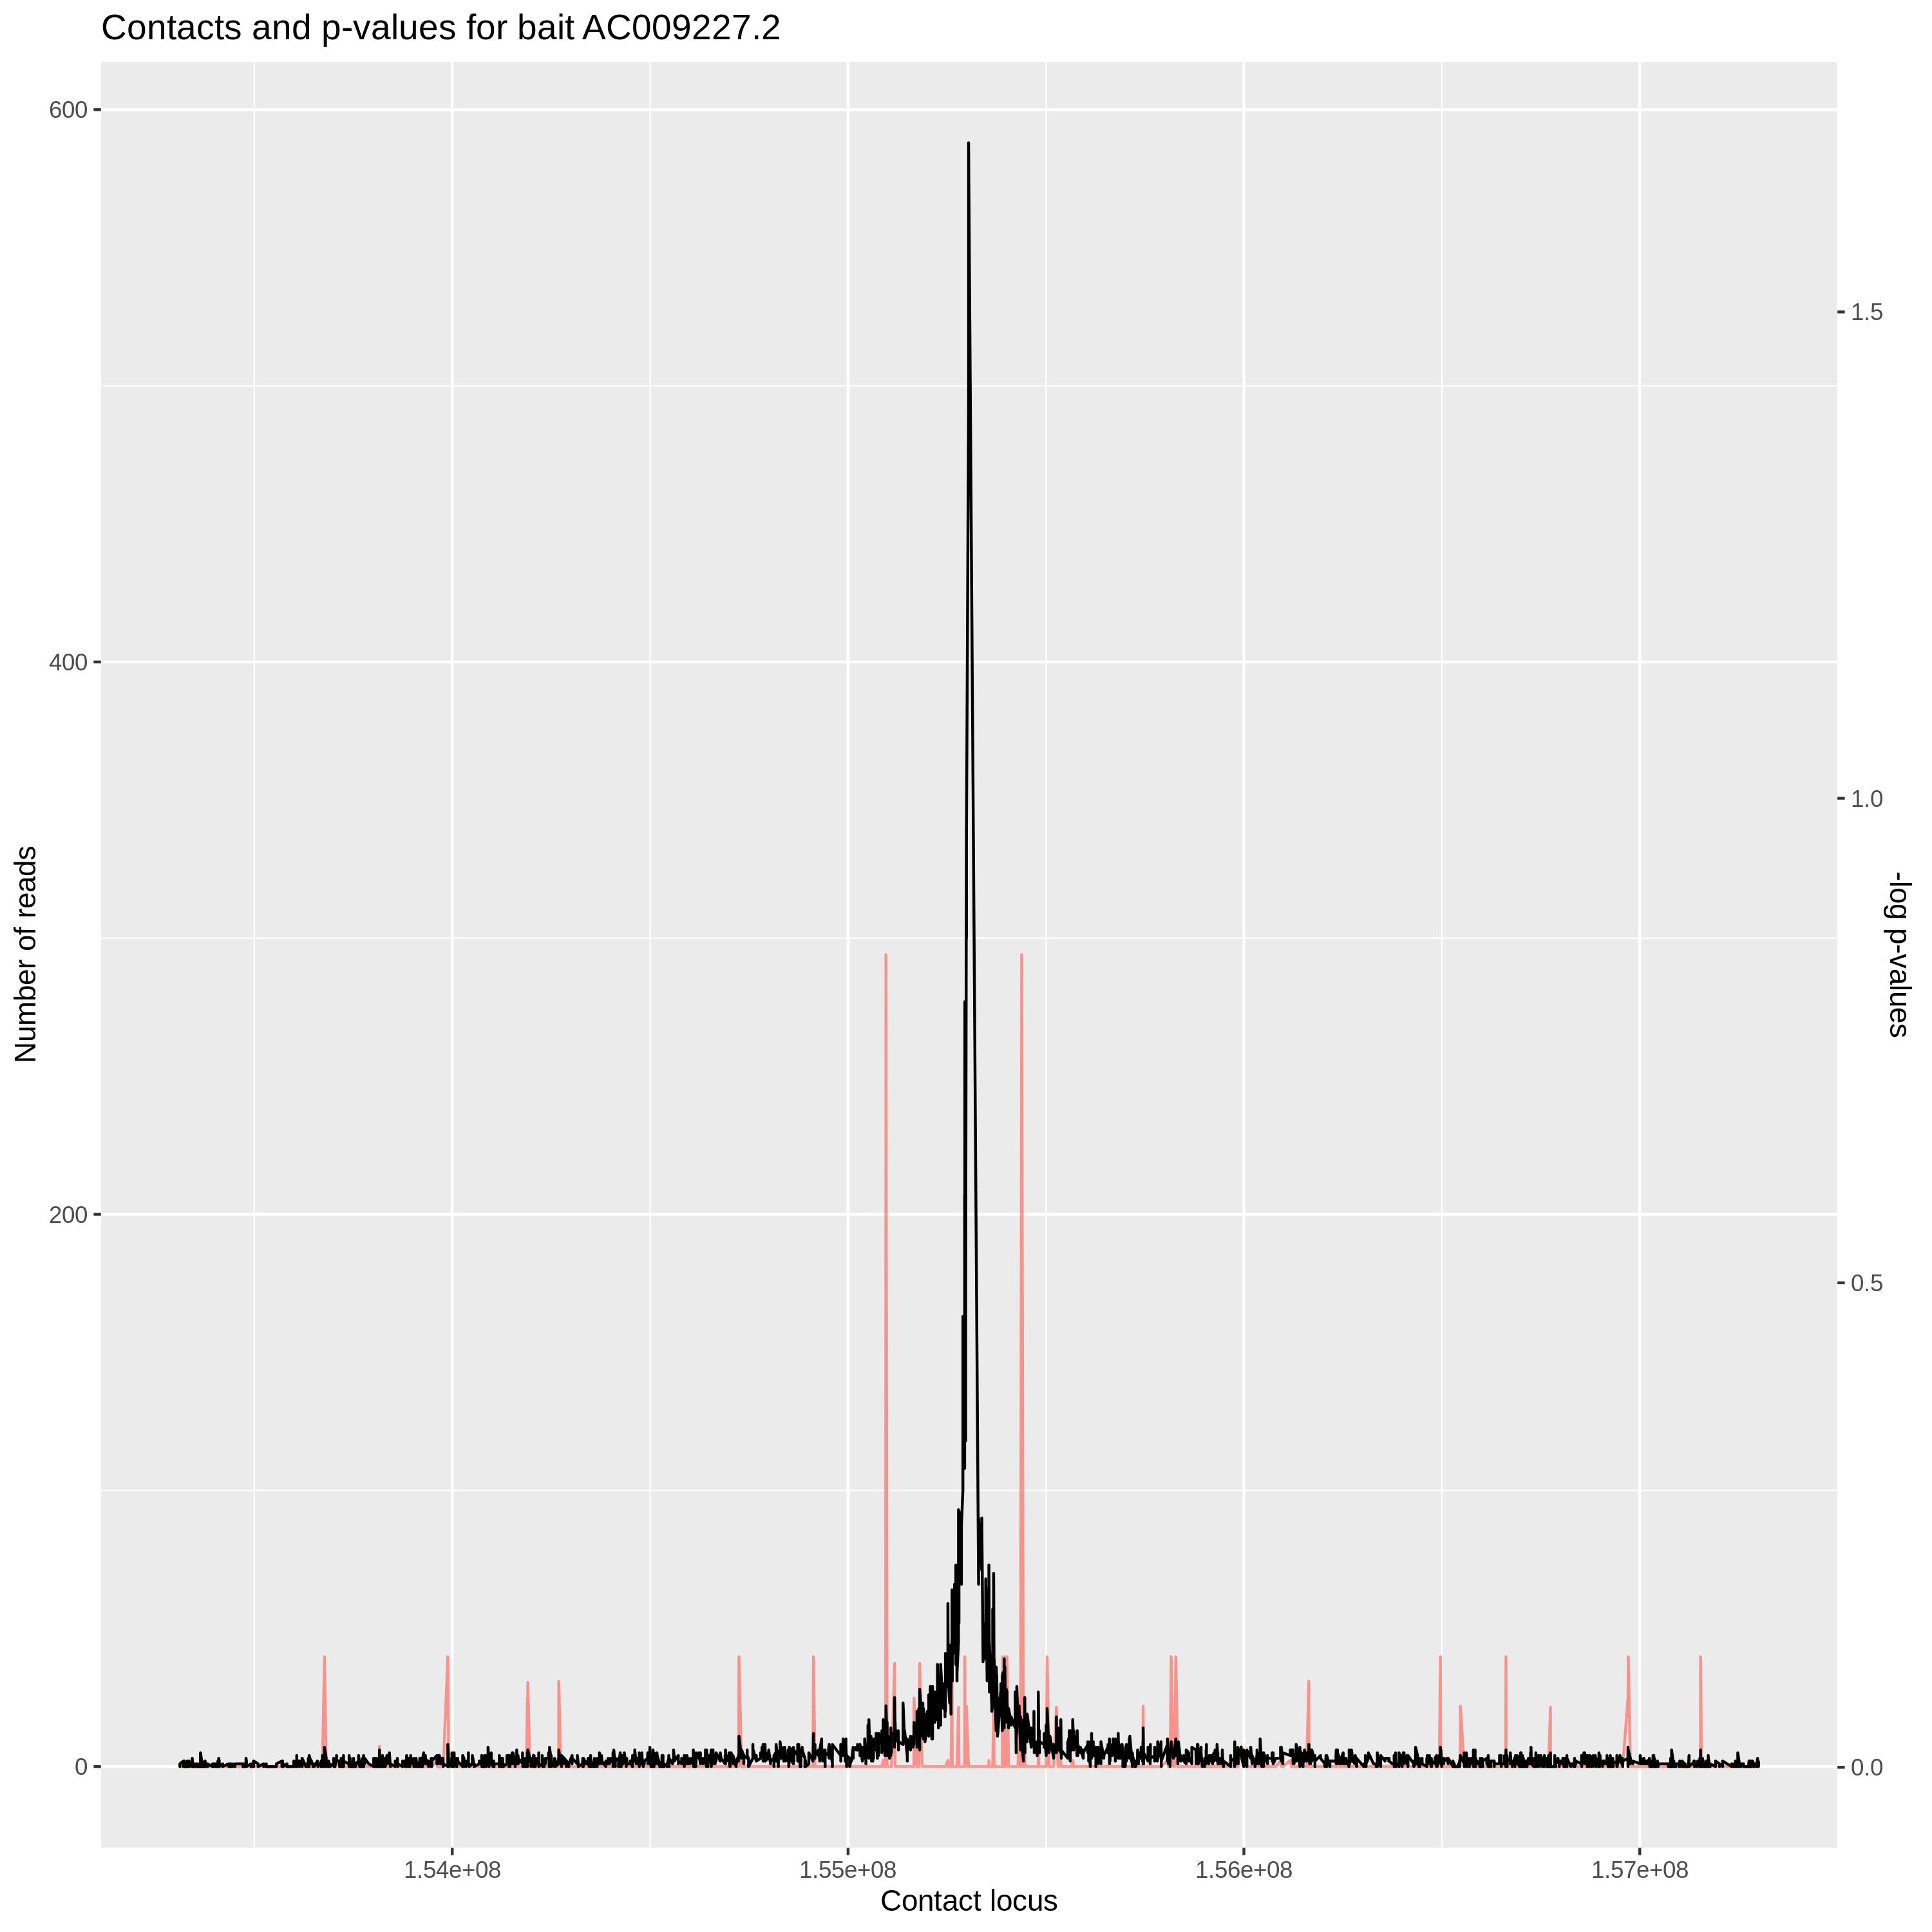 Contacts and p-values for bait AC009227.2
600
400
200
0
Number of reads
1.5
1.0
0.5
0.0
-log p-values
1.54e+08
1.55e+08
1.56e+08
1.57e+08
Contact locus